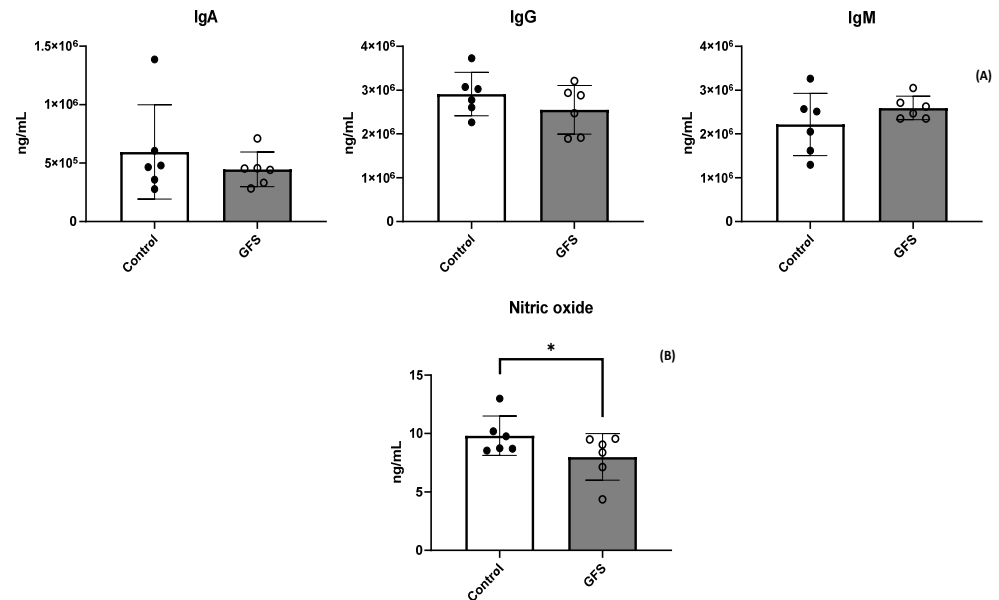 IgA
1.5×10⁶
1×10⁶
5×10⁵
0
ng/mL
Control
GFS
IgG
4×10⁶
3×10⁶
2×10⁶
1×10⁶
0
ng/mL
Control
GFS
IgM
4×10⁶
3×10⁶
2×10⁶
1×10⁶
0
ng/mL
Control
GFS
(A)
Nitric oxide
*
(B)
15
10
5
0
ng/mL
Control
GFS